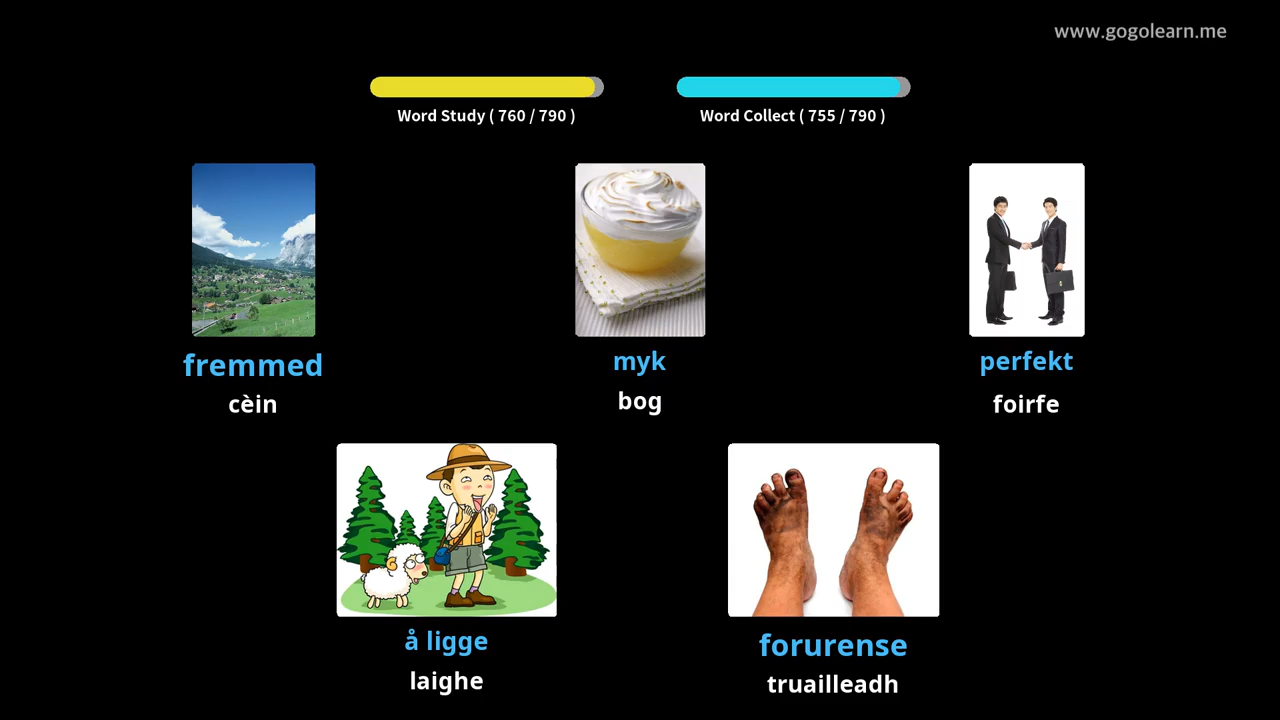 www.gogolearn.me
Word Study ( 760 / 790 )
Word Collect ( 755 / 790 )
fremmed
cèin
myk
bog
perfekt
foirfe
å ligge
laighe
forurense
truailleadh